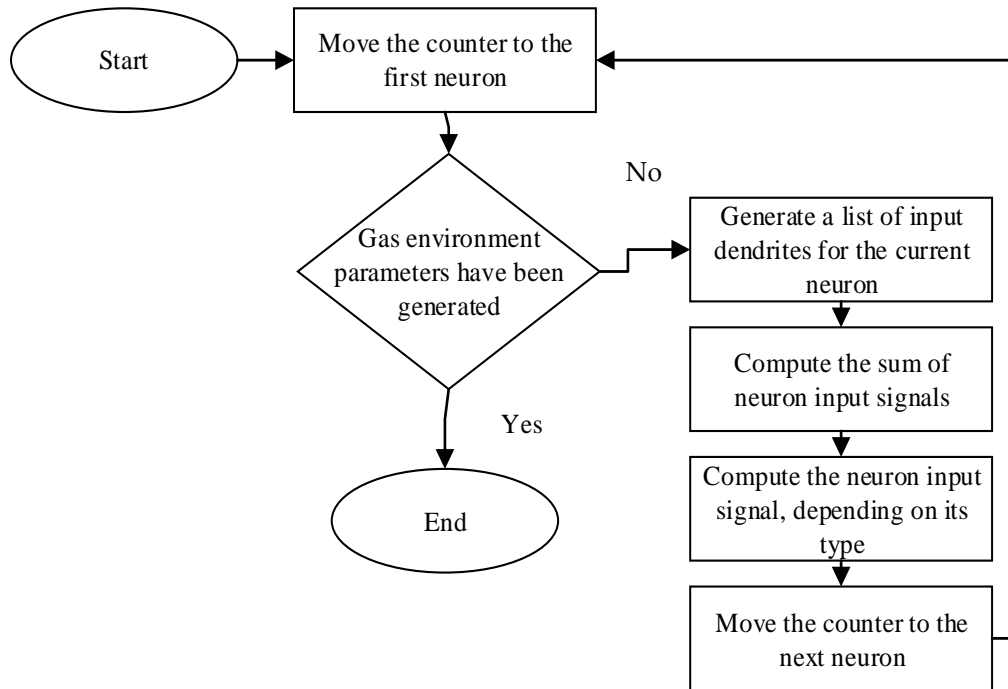 Start
Move the counter to the
first neuron
No
Gas environment
parameters have been
generated
Generate a list of input
dendrites for the current
neuron
Compute the sum of
neuron input signals
Yes
Compute the neuron input
signal, depending on its
type
End
Move the counter to the
next neuron